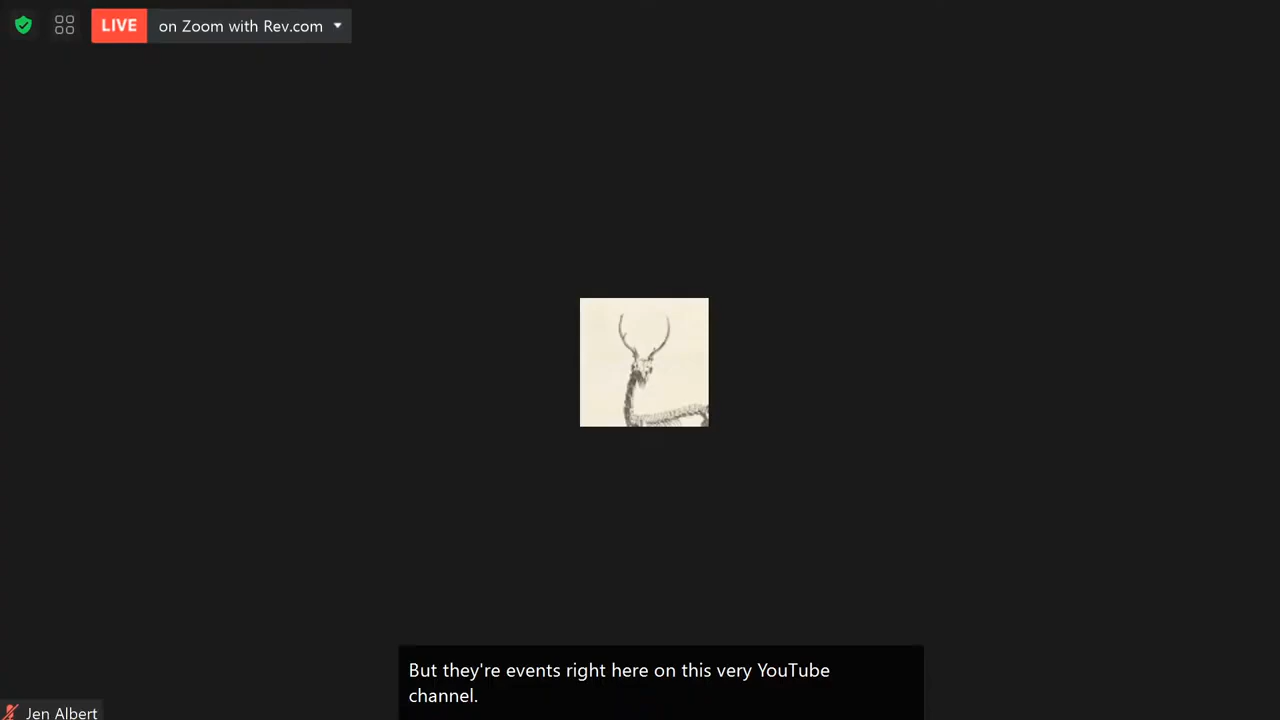 LIVE on Zoom with Rev.com
But they're events right here on this very YouTube
channel.
Jen Albert